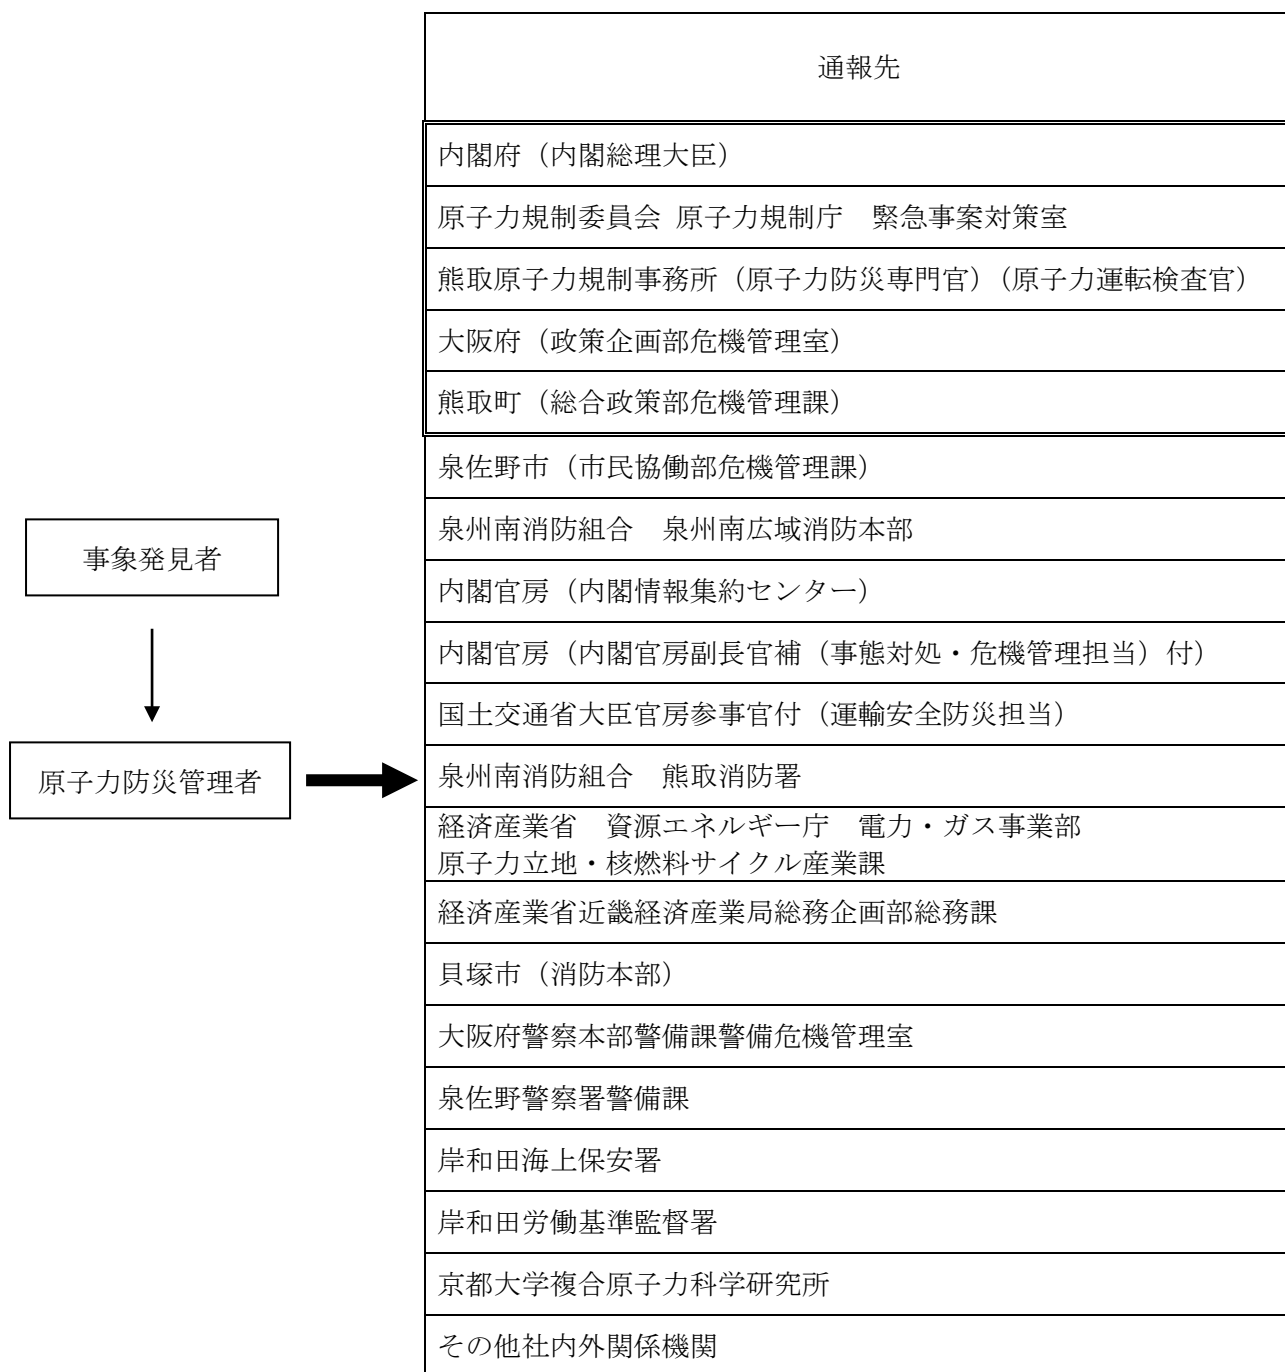 通報先
内閣府（内閣総理大臣）
原子力規制委員会 原子力規制庁　緊急事案対策室
熊取原子力規制事務所（原子力防災専門官）（原子力運転検査官）
大阪府（政策企画部危機管理室）
熊取町（総合政策部危機管理課）
泉佐野市（市民協働部危機管理課）
泉州南消防組合　泉州南広域消防本部
内閣官房（内閣情報集約センター）
内閣官房（内閣官房副長官補（事態対処・危機管理担当）付）
国土交通省大臣官房参事官付（運輸安全防災担当）
泉州南消防組合　熊取消防署
経済産業省　資源エネルギー庁　電力・ガス事業部
原子力立地・核燃料サイクル産業課
経済産業省近畿経済産業局総務企画部総務課
貝塚市（消防本部）
大阪府警察本部警備課警備危機管理室
泉佐野警察署警備課
岸和田海上保安署
岸和田労働基準監督署
京都大学複合原子力科学研究所
その他社内外関係機関
事象発見者
原子力防災管理者